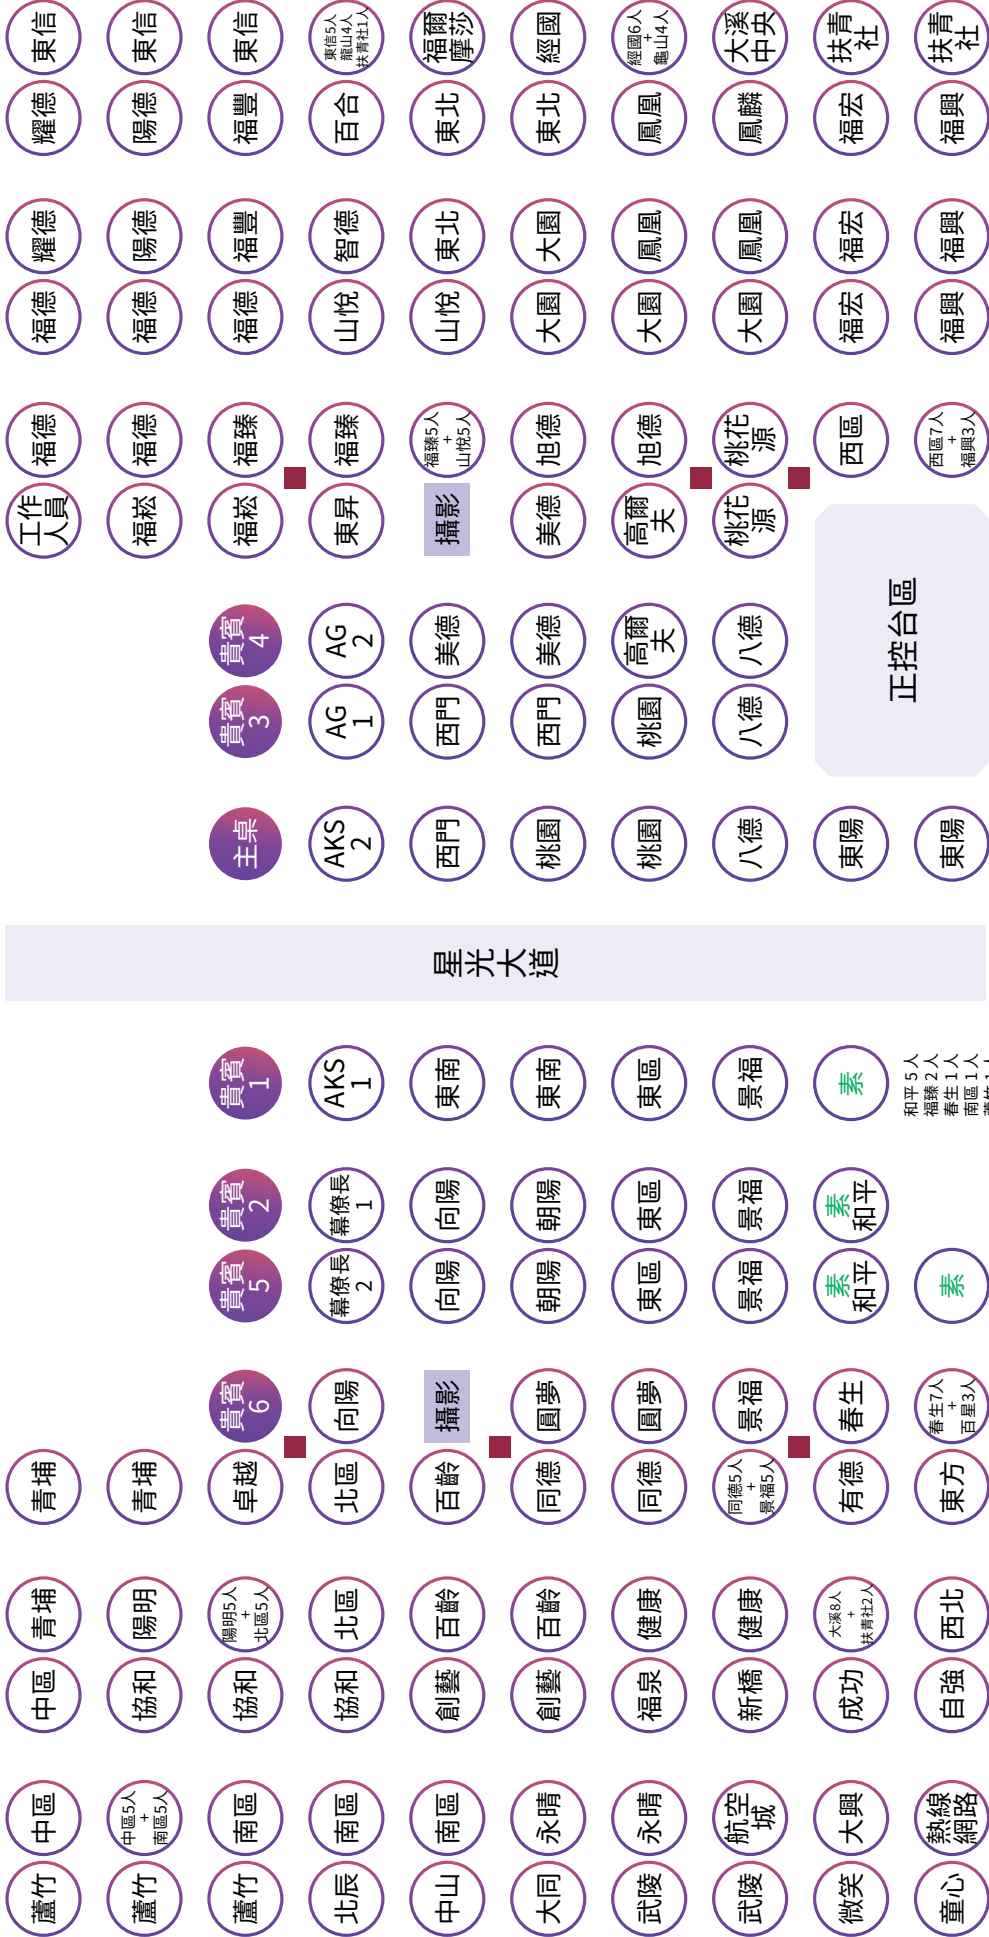 東信
東信
東信
東信5人
龍山4人
扶青社1人
福爾
摩莎
經國
經國6人
+
龜山4人
大溪
中央
扶青
社
扶青
社
耀德
陽德
福豐
百合
東北
東北
鳳凰
鳳麟
福宏
福興
耀德
陽德
福豐
智德
東北
大園
鳳凰
鳳凰
福宏
福興
福德
福德
福德
山悅
山悅
大園
大園
大園
福宏
福興
福德
福德
福臻
福臻
福臻5人
+
山悅5人
旭德
旭德
桃花
源
西區
西區7人
+
福興3人
工作
人員
福崧
福崧
東昇
攝影
美德
高爾
夫
桃花
源
貴賓
4
AG
2
美德
美德
高爾
夫
八德
正控台區
貴賓
3
AG
1
西門
西門
桃園
八德
主桌
AKS
2
西門
桃園
桃園
八德
東陽
東陽
星光大道
貴賓
1
AKS
1
東南
東南
東區
景福
素
和平 5 人
福臻 2 人
春生 1 人
南區 1 人
貴賓
2
幕僚長
1
向陽
朝陽
東區
景福
素
和平
貴賓
5
幕僚長
2
向陽
朝陽
東區
景福
素
和平
素
貴賓
6
向陽
攝影
圓夢
圓夢
景福
春生
春生7人
+
百星3人
青埔
青埔
卓越
北區
百齡
同德
同德
同德5人
+
景福5人
有德
東方
青埔
陽明
陽明5人
+
北區5人
北區
百齡
百齡
健康
健康
大溪8人
+
扶青社2人
西北
中區
協和
協和
協和
創藝
創藝
福泉
新橋
成功
自強
中區
中區5人
+
南區5人
南區
南區
南區
永晴
永晴
航空
城
大興
熱線
網路
蘆竹
蘆竹
蘆竹
北辰
中山
大同
武陵
武陵
微笑
童心